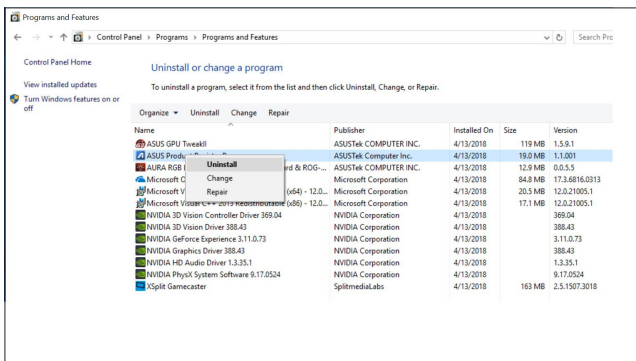 Programs and Features
Control Panel > Programs > Programs and Features
Search Pro
Control Panel Home
View installed updates
Turn Windows features on or
off
Uninstall or change a program
To uninstall a program, select it from the list and then click Uninstall, Change, or Repair.
Organize Uninstall Change Repair
Name Publisher Installed On Size Version
ASUS GPU TweakII ASUSTek COMPUTER INC. 4/13/2018 119 MB 1.5.9.1
ASUS Product ASUSTek Computer Inc. 4/13/2018 19.0 MB 1.1.001
AURA RGB rd & ROG-... ASUSTek COMPUTER INC. 4/13/2018 12.9 MB 0.0.5.5
Microsoft O Microsoft Corporation 4/13/2018 84.8 MB 17.3.6816.0313
Microsoft V (x64) - 12.0... Microsoft Corporation 4/13/2018 20.5 MB 12.0.21005.1
Microsoft Visual C++ 2013 Redistributable (x86) - 12.0... Microsoft Corporation 4/13/2018 17.1 MB 12.0.21005.1
NVIDIA 3D Vision Controller Driver 369.04 NVIDIA Corporation 4/13/2018 369.04
NVIDIA 3D Vision Driver 388.43 NVIDIA Corporation 4/13/2018 388.43
NVIDIA GeForce Experience 3.11.0.73 NVIDIA Corporation 4/13/2018 3.11.0.73
NVIDIA Graphics Driver 388.43 NVIDIA Corporation 4/13/2018 388.43
NVIDIA HD Audio Driver 1.3.35.1 NVIDIA Corporation 4/13/2018 1.3.35.1
NVIDIA PhysX System Software 9.17.0524 NVIDIA Corporation 4/13/2018 9.17.0524
XSplit Gamecaster SplitmediaLabs 4/13/2018 163 MB 2.5.1507.3018
Uninstall
Change
Repair